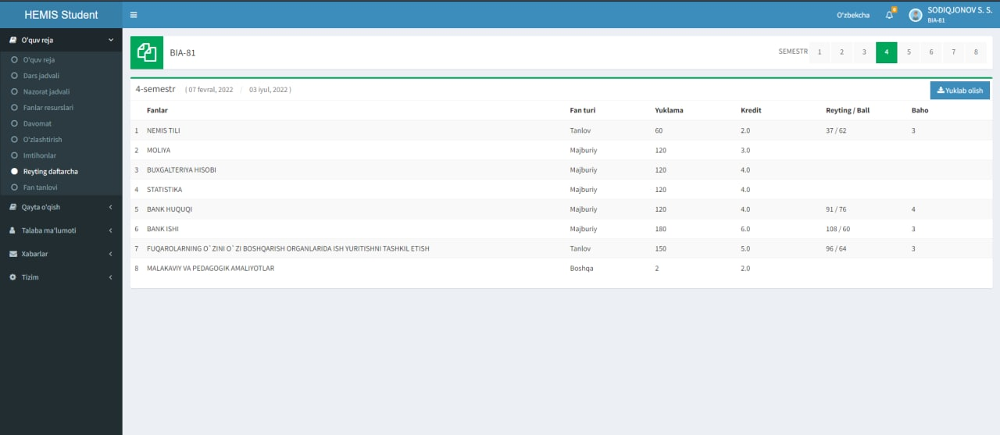 HEMIS Student
O'zbekcha
6
SODIQJONOV S. S.
BIA-81
O'quv reja
O'quv reja
Dars jadvali
Nazorat jadvali
Fanlar resurslari
Davomat
O'zlashtirish
Imtihonlar
Reyting daftarcha
Fan tanlovi
Qayta o'qish
Talaba ma'lumoti
Xabarlar
Tizim
BIA-81
SEMESTR 1 2 3 4 5 6 7 8
4-semestr ( 07 fevral, 2022 / 03 iyul, 2022 )
Yuklab olish
Fanlar Fan turi Yuklama Kredit Reyting / Ball Baho
1 NEMIS TILI Tanlov 60 2.0 37 / 62 3
2 MOLIYA Majburiy 120 3.0
3 BUXGALTERIYA HISOBI Majburiy 120 4.0
4 STATISTIKA Majburiy 120 4.0
5 BANK HUQUQI Majburiy 120 4.0 91 / 76 4
6 BANK ISHI Majburiy 180 6.0 108 / 60 3
7 FUQAROLARNING O`ZINI O`ZI BOSHQARISH ORGANLARIDA ISH YURITISHNI TASHKIL ETISH Tanlov 150 5.0 96 / 64 3
8 MALAKAVIY VA PEDAGOGIK AMALIYOTLAR Boshqa 2 2.0